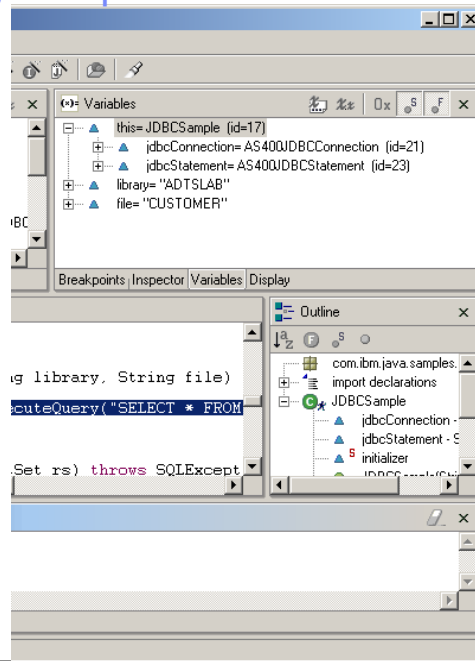 Variables
this= JDBCSample (id=17)
jdbcConnection= AS400JDBCConnection (id=21)
jdbcStatement= AS400JDBCStatement (id=23)
library= "ADTSLAB"
file= "CUSTOMER"
Breakpoints Inspector Variables Display
g library, String file)
ecuteQuery("SELECT * FROM
Set rs) throws SQLExcept
Outline
com.ibm.java.samples.
import declarations
JDBCSample
jdbcConnection -
jdbcStatement - S
initializer